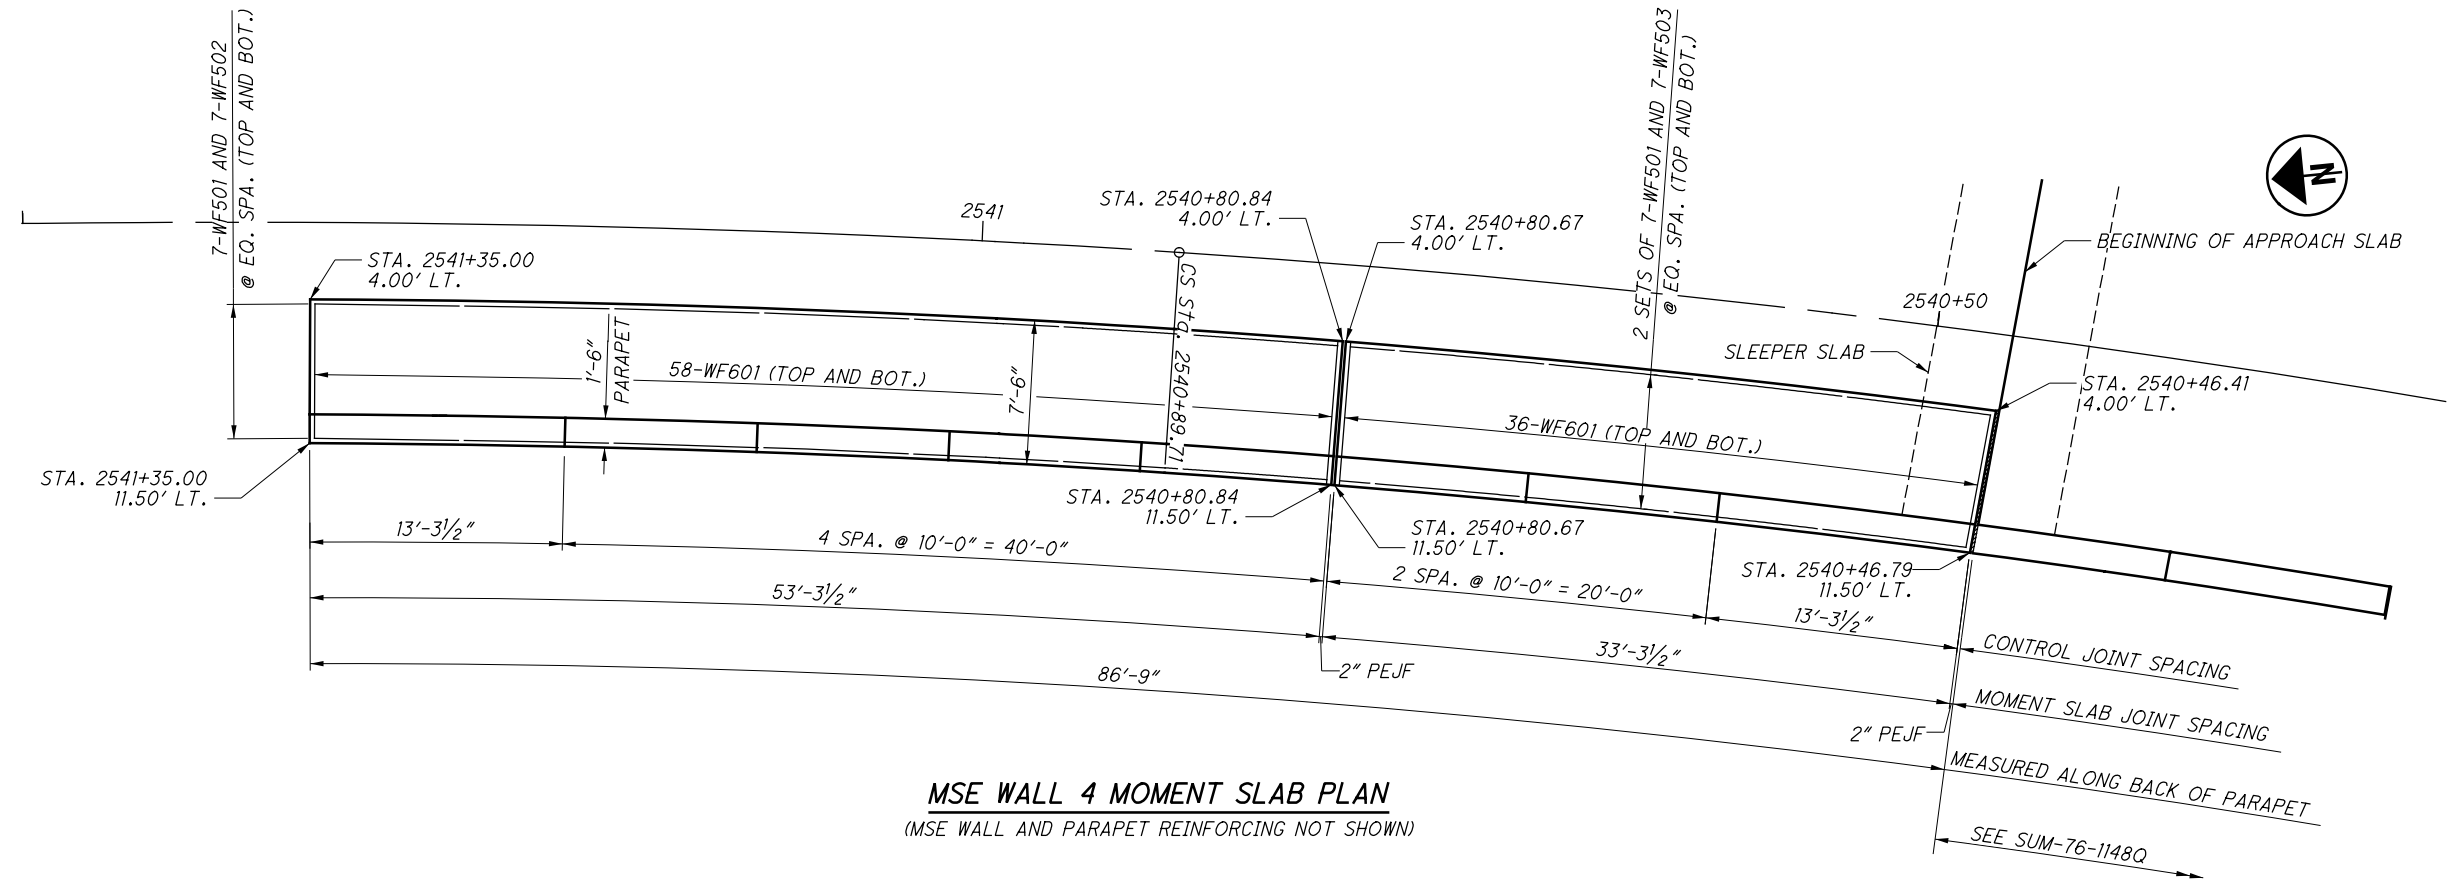 7-WF501 AND 7-WF502
@ EQ. SPA. (TOP AND BOT.)
2 SETS OF 7-WF501 AND 7-WF503
@ EQ. SPA. (TOP AND BOT.)
N
2541
STA. 2540+80.84
4.00' LT.
STA. 2540+80.67
4.00' LT.
BEGINNING OF APPROACH SLAB
STA. 2541+35.00
4.00' LT.
CS Sta. 2540+89.71
2540+50
SLEEPER SLAB
1'-6"
PARAPET
58-WF601 (TOP AND BOT.)
7'-9"
STA. 2540+46.41
4.00' LT.
36-WF601 (TOP AND BOT.)
STA. 2541+35.00
11.50' LT.
STA. 2540+80.84
11.50' LT.
STA. 2540+80.67
11.50' LT.
STA. 2540+46.79
11.50' LT.
13'-3½"
4 SPA. @ 10'-0" = 40'-0"
2 SPA. @ 10'-0" = 20'-0"
13'-3½"
CONTROL JOINT SPACING
53'-3½"
33'-3½"
2" PEJF
MOMENT SLAB JOINT SPACING
86'-9"
2" PEJF
MEASURED ALONG BACK OF PARAPET
SEE SUM-76-1148Q
MSE WALL 4 MOMENT SLAB PLAN
(MSE WALL AND PARAPET REINFORCING NOT SHOWN)